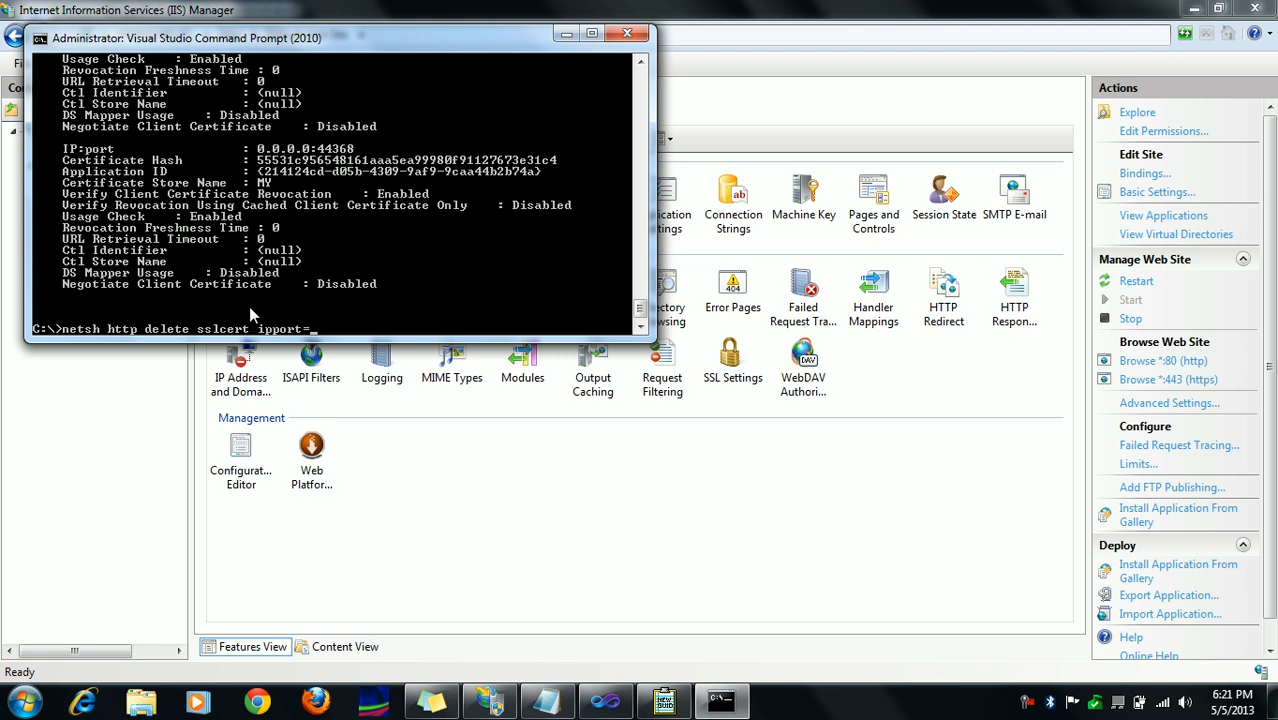 Internet Information Services (IIS) Manager
Administrator: Visual Studio Command Prompt (2010)
Usage Check : Enabled
Revocation Freshness Time : 0
URL Retrieval Timeout : 0
Ctl Identifier : (null)
Ctl Store Name : (null)
DS Mapper Usage : Disabled
Negotiate Client Certificate : Disabled
IP:port : 0.0.0.0:44368
Certificate Hash : 55531c956548161aaa5ea99980f91127673e31c4
Application ID : {214124cd-d05b-4309-9af9-9caa44b2b74a}
Certificate Store Name : MY
Verify Client Certificate Revocation : Enabled
Verify Revocation Using Cached Client Certificate Only : Disabled
Usage Check : Enabled
Revocation Freshness Time : 0
URL Retrieval Timeout : 0
Ctl Identifier : (null)
Ctl Store Name : (null)
DS Mapper Usage : Disabled
Negotiate Client Certificate : Disabled
C:\>netsh http delete sslcert ipport=_
Connection Strings
Machine Key
Pages and Controls
Session State
SMTP E-mail
Error Pages
Failed Request Tra...
Handler Mappings
HTTP Redirect
HTTP Respon...
IP Address and Doma...
ISAPI Filters
Logging
MIME Types
Modules
Output Caching
Request Filtering
SSL Settings
WebDAV Authori...
Management
Configurat... Editor
Web Platfor...
Features View
Content View
Actions
Explore
Edit Permissions...
Edit Site
Bindings...
Basic Settings...
View Applications
View Virtual Directories
Manage Web Site
Restart
Start
Stop
Browse Web Site
Browse *:80 (http)
Browse *:443 (https)
Advanced Settings...
Configure
Failed Request Tracing...
Limits...
Add FTP Publishing...
Install Application From Gallery
Deploy
Install Application From Gallery
Export Application...
Import Application...
Help
Online Help
Ready
6:21 PM
5/5/2013